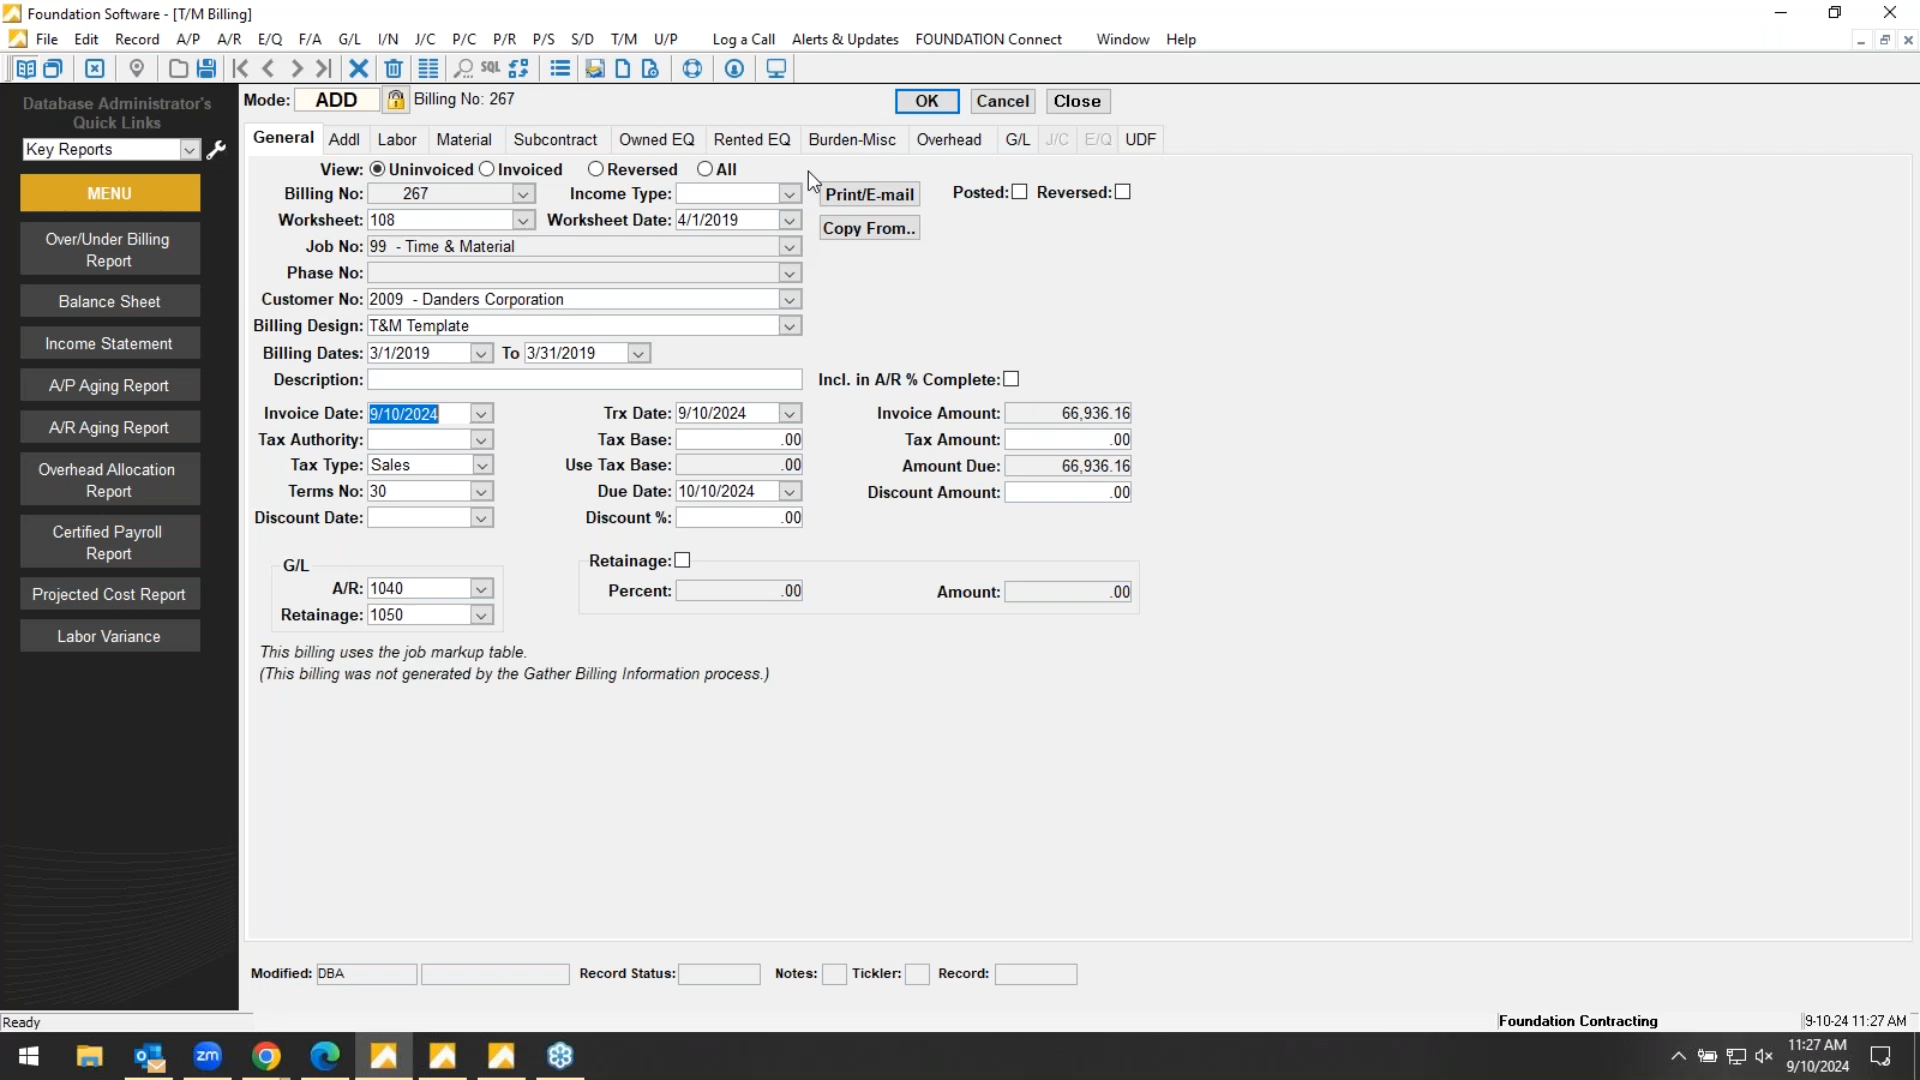 Foundation Software - [T/M Billing]
File Edit Record A/P A/R E/Q F/A G/L I/N J/C P/C P/R P/S S/D T/M U/P Log a Call Alerts & Updates FOUNDATION Connect Window Help
SQL
Database Administrator's
Quick Links
Key Reports
MENU
Over/Under Billing
Report
Balance Sheet
Income Statement
A/P Aging Report
A/R Aging Report
Overhead Allocation
Report
Certified Payroll
Report
Projected Cost Report
Labor Variance
Mode: ADD Billing No: 267 OK Cancel Close
General Addl Labor Material Subcontract Owned EQ Rented EQ Burden-Misc Overhead G/L J/C E/Q UDF
View: Uninvoiced Invoiced Reversed All
Billing No: 267 Income Type: Print/E-mail Posted: Reversed:
Worksheet: 108 Worksheet Date: 4/1/2019 Copy From..
Job No: 99 - Time & Material
Phase No:
Customer No: 2009 - Danders Corporation
Billing Design: T&M Template
Billing Dates: 3/1/2019 To 3/31/2019
Description: Incl. in A/R % Complete:
Invoice Date: 9/10/2024 Trx Date: 9/10/2024 Invoice Amount: 66,936.16
Tax Authority: Tax Base: .00 Tax Amount: .00
Tax Type: Sales Use Tax Base: .00 Amount Due: 66,936.16
Terms No: 30 Due Date: 10/10/2024 Discount Amount: .00
Discount Date: Discount %: .00
G/L Retainage:
A/R: 1040 Percent: .00 Amount: .00
Retainage: 1050
This billing uses the job markup table.
(This billing was not generated by the Gather Billing Information process.)
Modified: DBA Record Status: Notes: Tickler: Record:
Ready Foundation Contracting 9-10-24 11:27 AM
zm
11:27 AM
9/10/2024